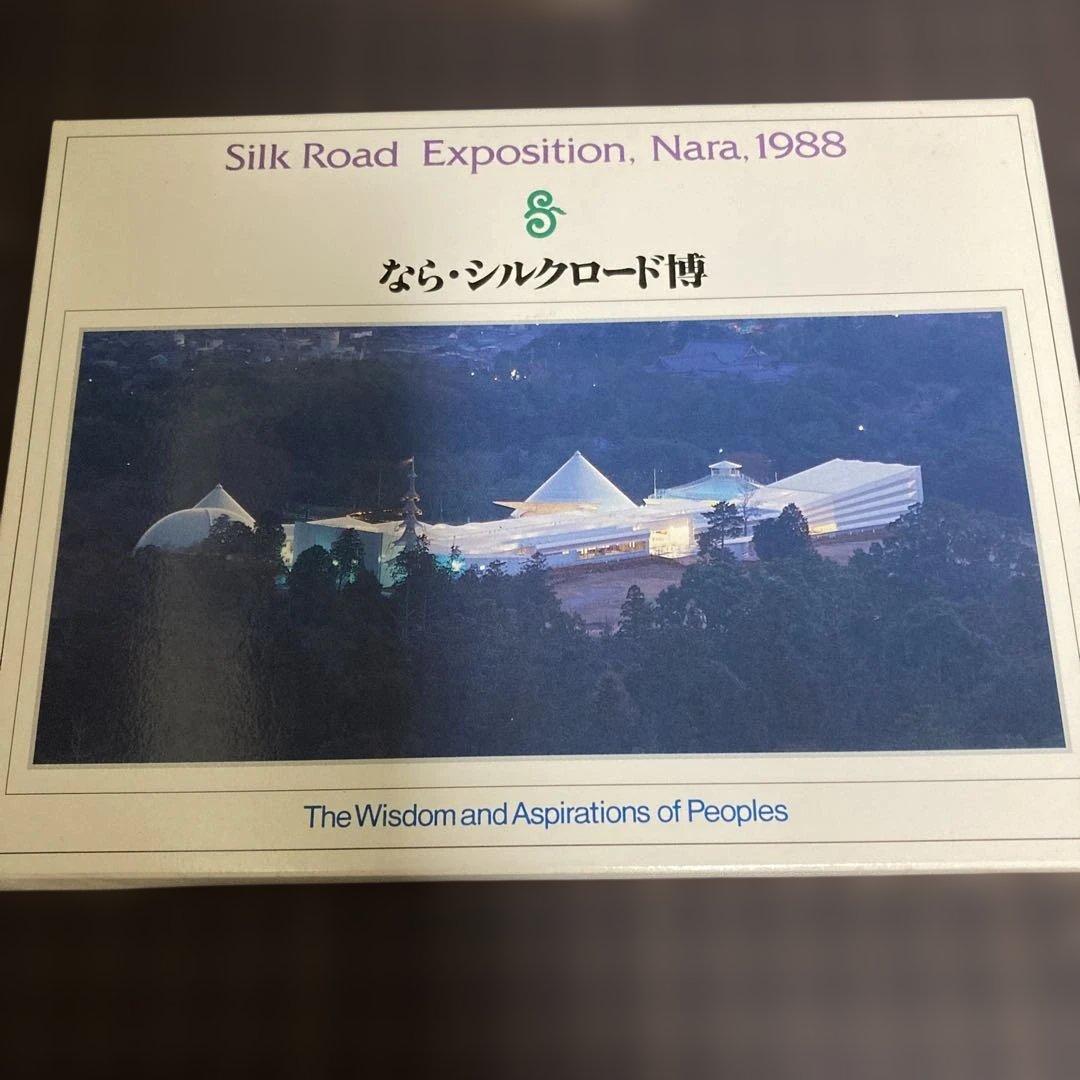 Silk Road Exposition, Nara, 1988
なら・シルクロード博
The Wisdom and Aspirations of Peoples